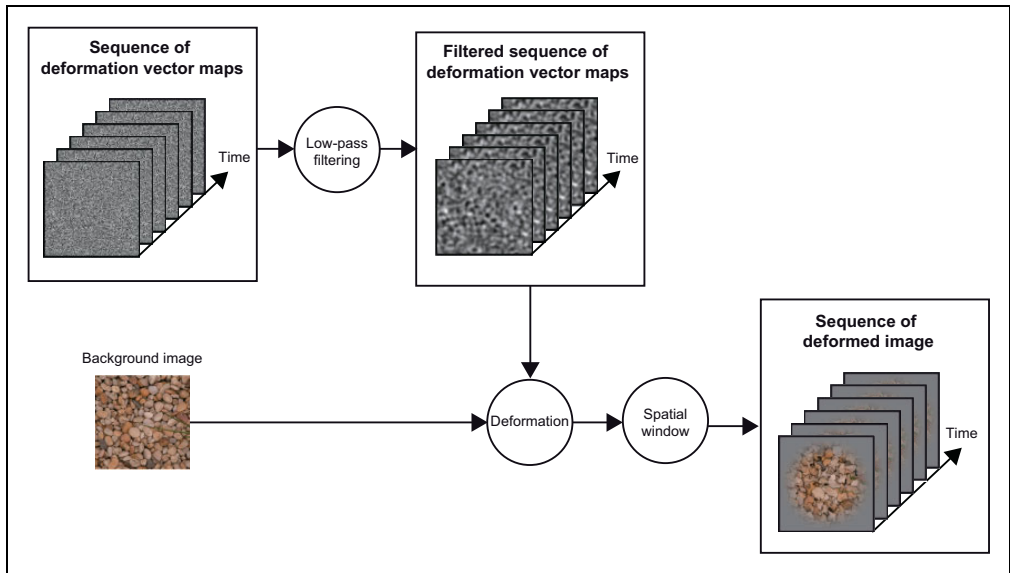 Sequence of
deformation vector maps
Time
Low-pass
filtering
Filtered sequence of
deformation vector maps
Time
Background image
Deformation
Spatial
window
Sequence of
deformed image
Time